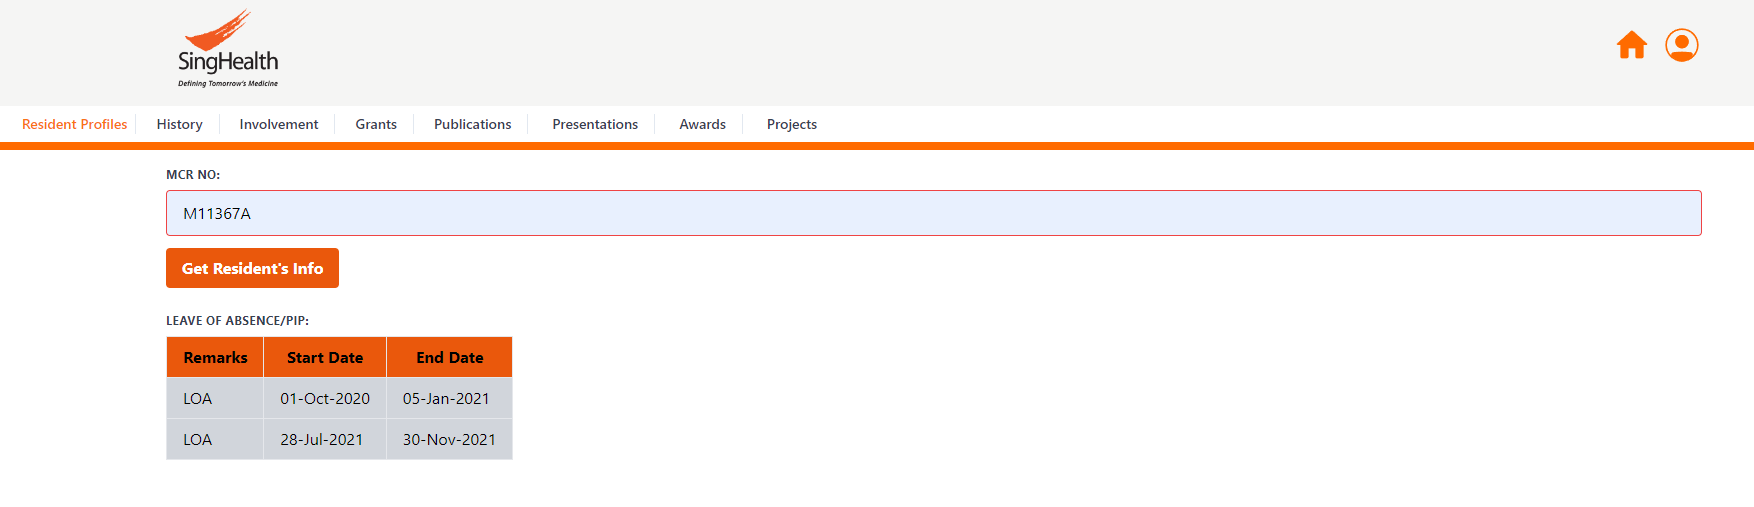 SingHealth
Defining Tomorrow's Medicine
Resident Profiles History Involvement Grants Publications Presentations Awards Projects
MCR NO:
M11367A
Get Resident's Info
LEAVE OF ABSENCE/PIP:
Remarks Start Date End Date
LOA 01-Oct-2020 05-Jan-2021
LOA 28-Jul-2021 30-Nov-2021